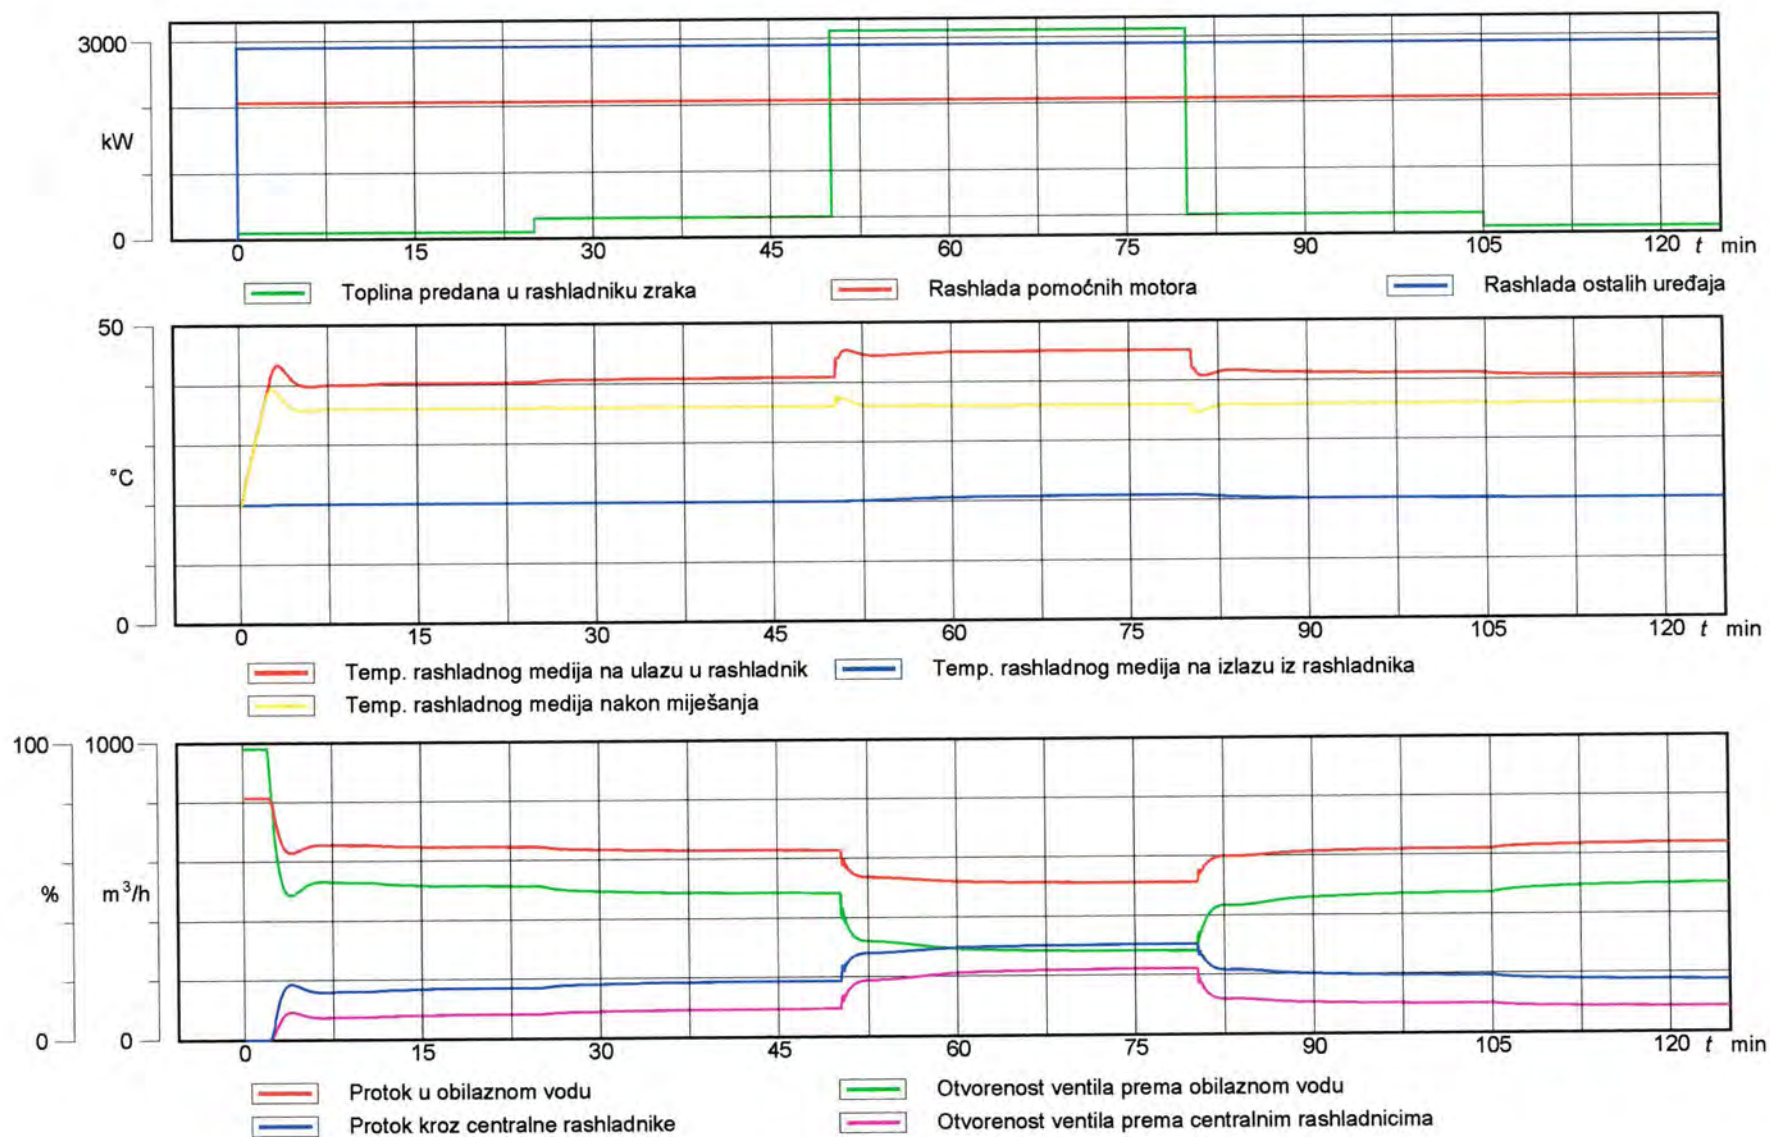 3000
kW
0
0 15 30 45 60 75 90 105 120 t min
Toplina predana u rashladniku zraka Rashlada pomoćnih motora Rashlada ostalih uređaja
50
°C
0
0 15 30 45 60 75 90 105 120 t min
Temp. rashladnog medija na ulazu u rashladnik Temp. rashladnog medija na izlazu iz rashladnika
Temp. rashladnog medija nakon miješanja
100 1000
% m³/h
0 0
0 15 30 45 60 75 90 105 120 t min
Protok u obilaznom vodu Otvorenost ventila prema obilaznom vodu
Protok kroz centralne rashladnike Otvorenost ventila prema centralnim rashladnicima